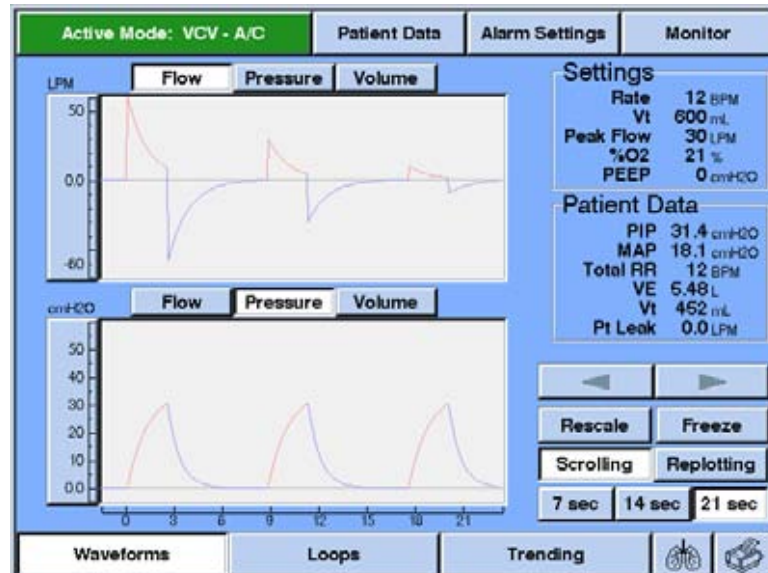 Active Mode: VCV - A/C
Patient Data
Alarm Settings
Monitor
LPM
Flow
Pressure
Volume
50
0.0
-60
cmH2O
Flow
Pressure
Volume
50
40
30
20
10
0.0
0 3 6 9 12 15 18 21
Settings
Rate 12 BPM
Vt 600 mL
Peak Flow 30 LPM
%O2 21 %
PEEP 0 cmH2O
Patient Data
PIP 31.4 cmH2O
MAP 18.1 cmH2O
Total RR 12 BPM
VE 5.48 L
Vt 452 mL
Pt Leak 0.0 LPM
Rescale
Freeze
Scrolling
Replotting
7 sec
14 sec
21 sec
Waveforms
Loops
Trending